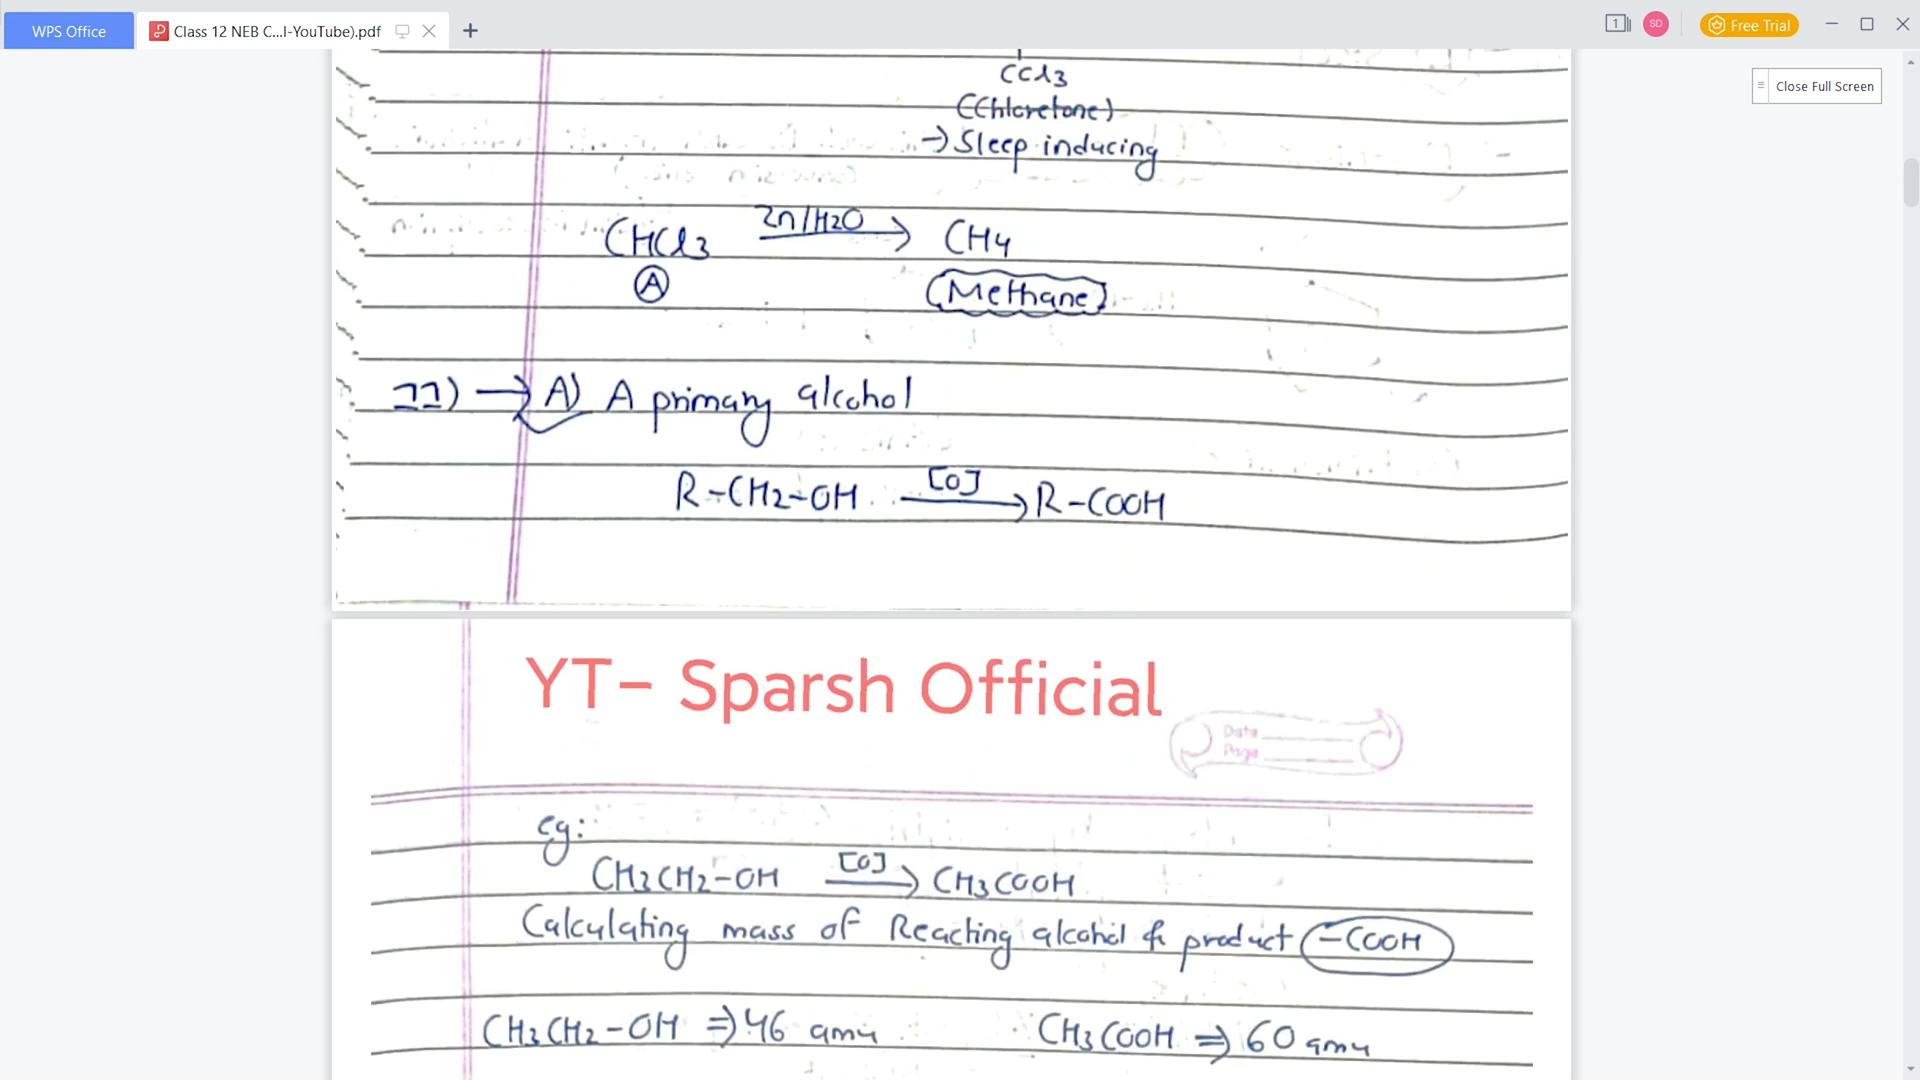 WPS Office
Class 12 NEB C...l-YouTube).pdf
1
SD
Free Trial
Close Full Screen
CCl3
(Chloretone)
→ Sleep inducing
CHCl3 Zn/H2O → CH4
A (Methane)
→ A) A primary alcohol
R-CH2-OH [O] → R-COOH
YT- Sparsh Official
Date
Page
eg:
CH3CH2-OH [O] → CH3COOH
Calculating mass of Reacting alcohol & product -COOH
CH3CH2-OH ⇒ 46 amu CH3COOH ⇒ 60 amu